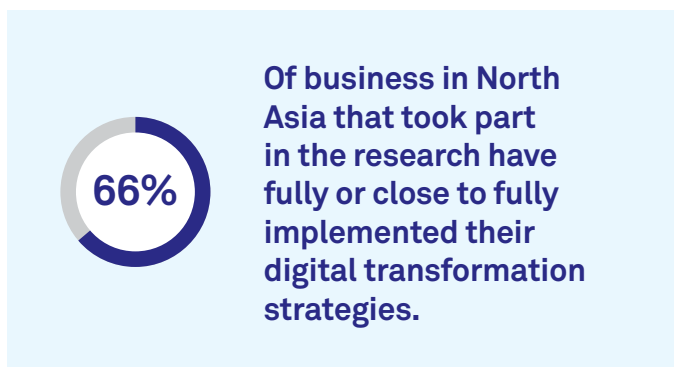 66%
Of business in North
Asia that took part
in the research have
fully or close to fully
implemented their
digital transformation
strategies.